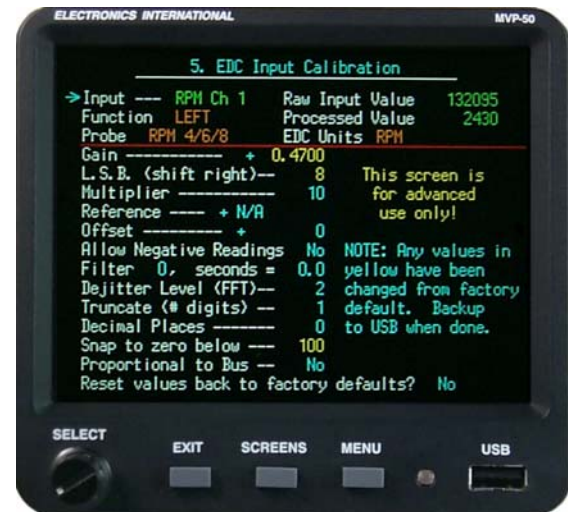 ELECTRONICS INTERNATIONAL MVP-50
5. EDC Input Calibration
Input --- RPM Ch 1 Raw Input Value 132095
Function LEFT Processed Value 2430
Probe RPM 4/6/8 EDC Units RPM
Gain ----------- + 0.4700
L.S.B. (shift right)-- 8 This screen is
Multiplier ----------- 10 for advanced
Reference ---- + N/A use only!
Offset --------- + 0
Allow Negative Readings No NOTE: Any values in
Filter 0, seconds = 0.0 yellow have been
Dejitter Level (FFT)-- 2 changed from factory
Truncate (# digits) -- 1 default. Backup
Decimal Places ------- 0 to USB when done.
Snap to zero below --- 100
Proportional to Bus -- No
Reset values back to factory defaults? No
SELECT EXIT SCREENS MENU USB